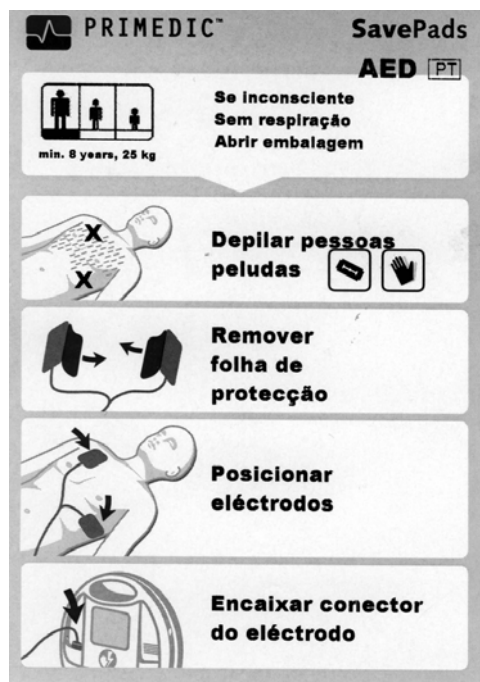 PRIMEDIC™
SavePads
AED PT
Se inconsciente
Sem respiração
Abrir embalagem
min. 8 years, 25 kg
Depilar pessoas
peludas
Remover
folha de
protecção
Posicionar
eléctrodos
Encaixar conector
do eléctrodo